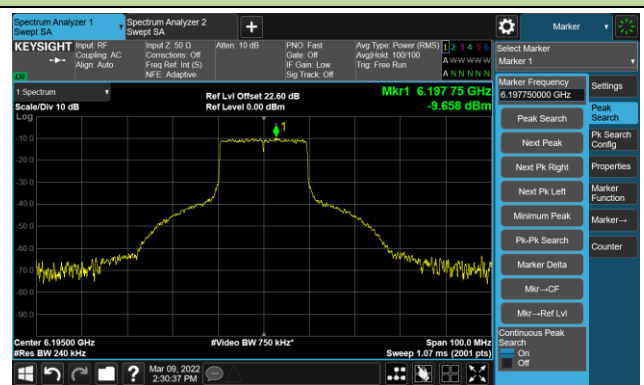 Spectrum Analyzer 1
Swept SA
Spectrum Analyzer 2
Swept SA
+
Marker
KEYSIGHT
Input: RF
Coupling: AC
Align: Auto
Input Z: 50 Ω
Corrections: Off
Freq Ref: Int (S)
NFE: Adaptive
Atten: 10 dB
PNO: Fast
Gate: Off
IF Gain: Low
Sig Track: Off
Avg Type: Power (RMS)
Avg|Hold: 100/100
Trig: Free Run
1 2 3 4 5 6
A W W W W W
A N N N N N
LW
Select Marker
Marker 1
1 Spectrum
Scale/Div 10 dB
Ref Lvl Offset 22.60 dB
Ref Level 0.00 dBm
Mkr1 6.197 75 GHz
-9.658 dBm
Log
1
-10.0
-20.0
-30.0
-40.0
-50.0
-60.0
-70.0
-80.0
-90.0
Center 6.19500 GHz
#Res BW 240 kHz
#Video BW 750 kHz*
Span 100.0 MHz
Sweep 1.07 ms (2001 pts)
Marker Frequency
6.197750000 GHz
Peak Search
Next Peak
Next Pk Right
Next Pk Left
Minimum Peak
Pk-Pk Search
Marker Delta
Mkr→CF
Mkr→Ref Lvl
Continuous Peak
Search
On
Off
Settings
Peak
Search
Pk Search
Config
Properties
Marker
Function
Marker→
Counter
?
Mar 09, 2022
2:30:37 PM